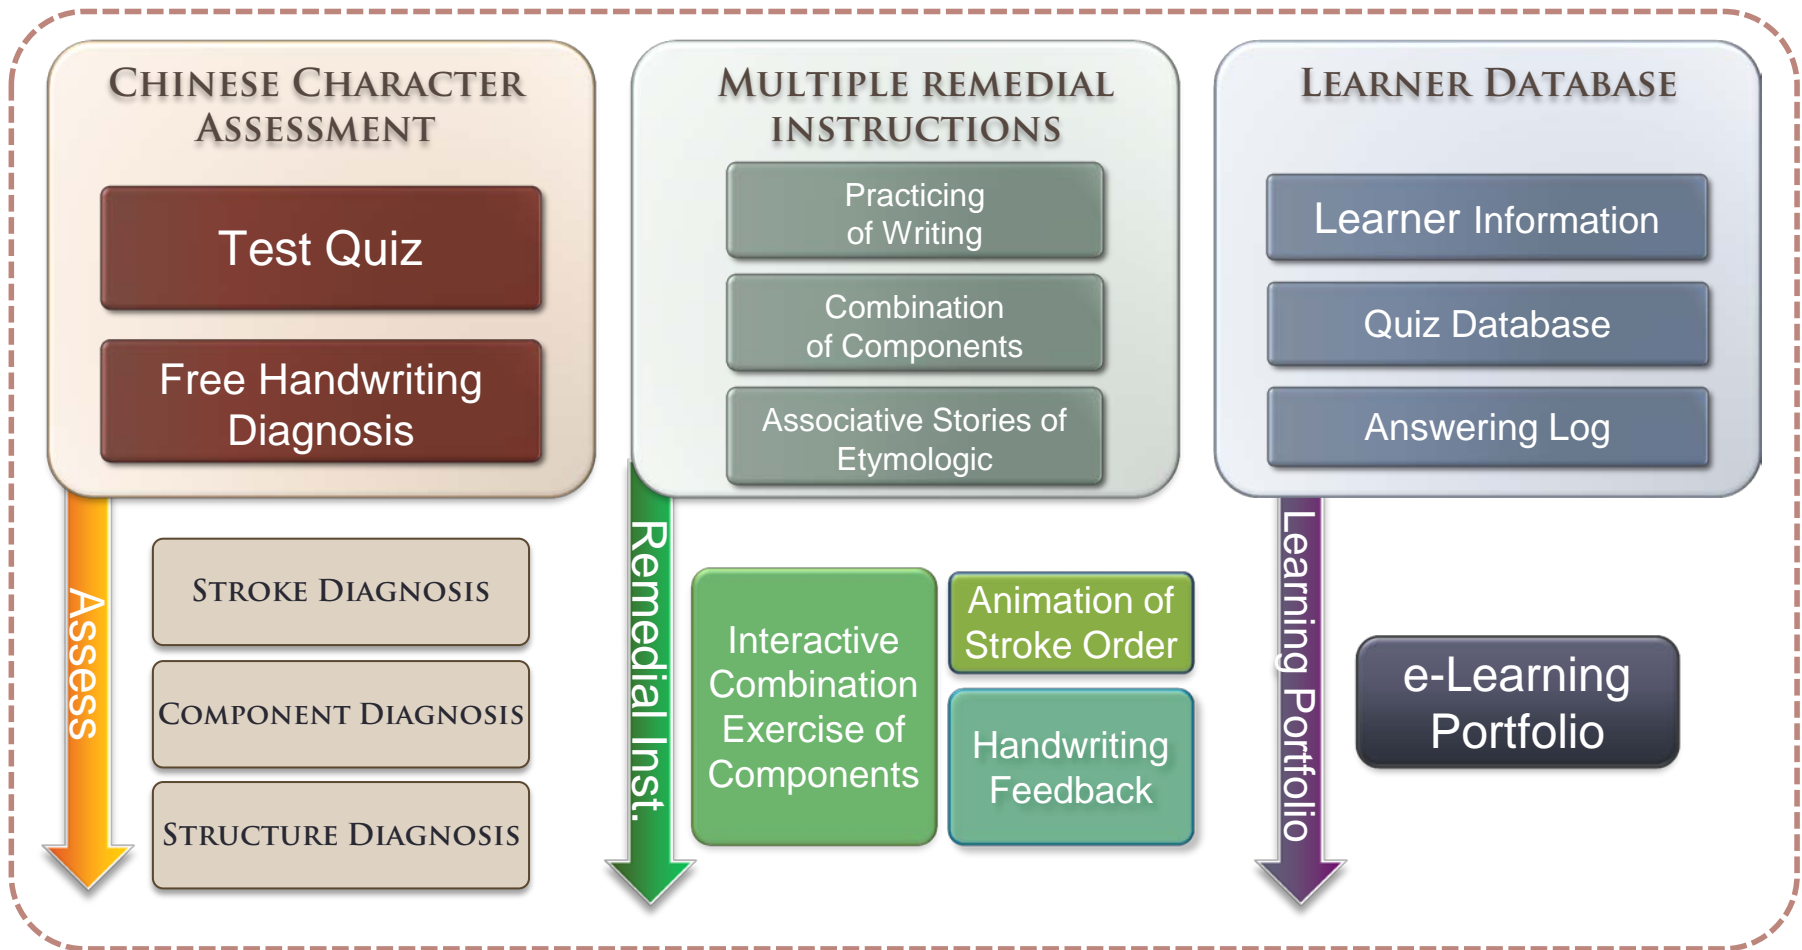 CHINESE CHARACTER
ASSESSMENT
Test Quiz
Free Handwriting
Diagnosis
Assess
STROKE DIAGNOSIS
COMPONENT DIAGNOSIS
STRUCTURE DIAGNOSIS
MULTIPLE REMEDIAL
INSTRUCTIONS
Practicing
of Writing
Combination
of Components
Associative Stories of
Etymologic
Remedial Inst.
Interactive
Combination
Exercise of
Components
Animation of
Stroke Order
Handwriting
Feedback
LEARNER DATABASE
Learner Information
Quiz Database
Answering Log
Learning Portfolio
e-Learning
Portfolio